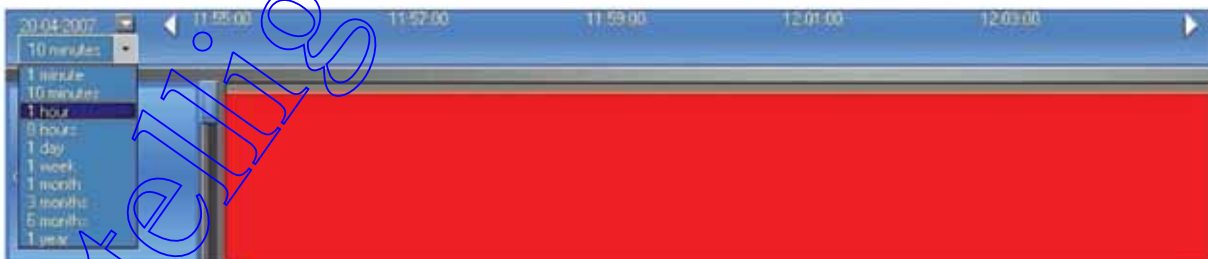 20-04-2007 11:55:00 11:57:00 11:59:00 12:01:00 12:03:00
10 minutes
1 minute
10 minutes
1 hour
8 hours
1 day
1 week
1 month
3 months
6 months
1 year
tellig